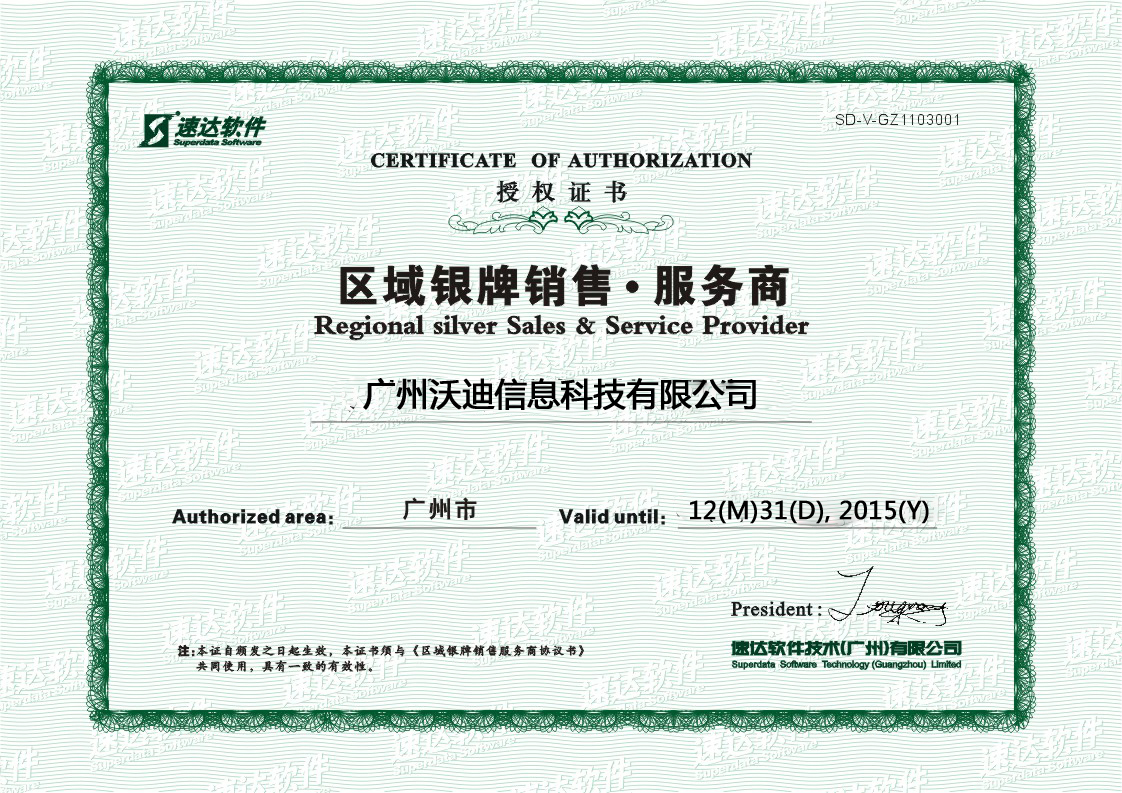 速达软件
Superdata Software
SD-V-GZ1103001
CERTIFICATE OF AUTHORIZATION
授权证书
区域银牌销售·服务商
Regional silver Sales & Service Provider
广州沃迪信息科技有限公司
Authorized area: 广州市 Valid until: 12(M)31(D), 2015(Y)
President:
注:本证自颁发之日起生效，本证书须与《区域银牌销售服务商协议书》
共同使用，具有一致的有效性。
速达软件技术(广州)有限公司
Superdata Software Technology (Guangzhou) Limited